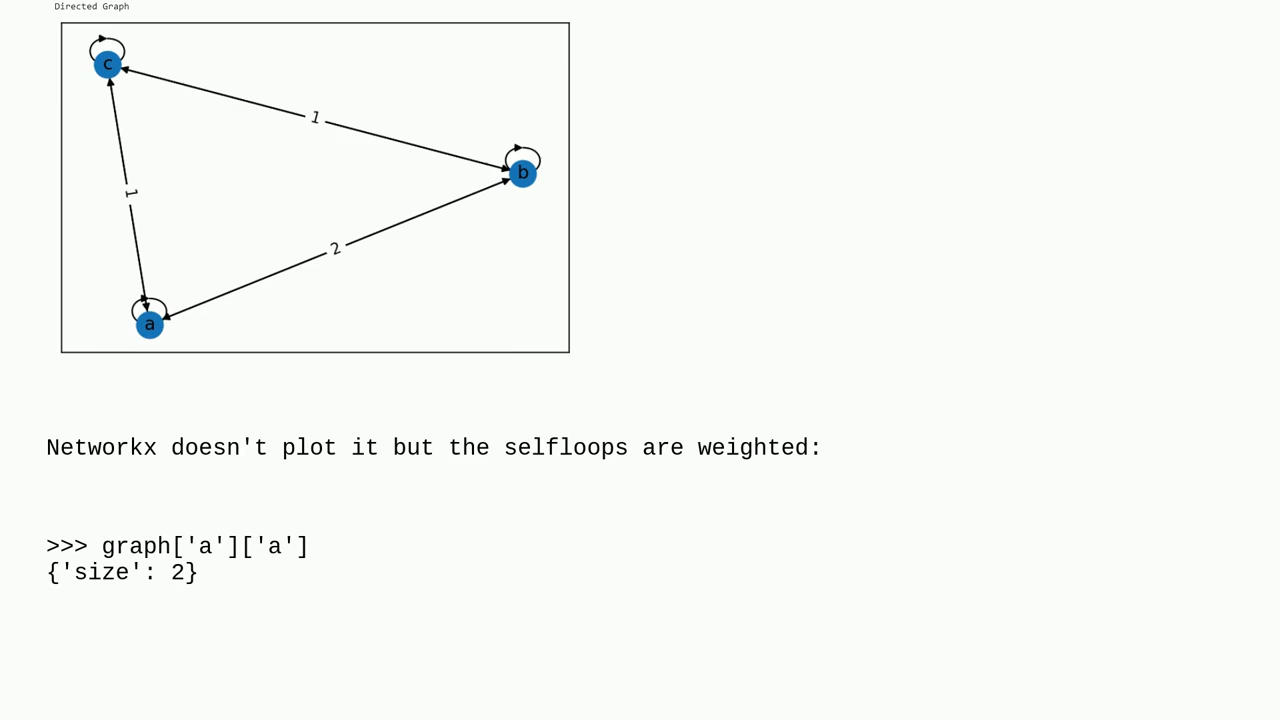 Directed Graph
c
1
b
1
2
a
Networkx doesn't plot it but the selfloops are weighted:
>>> graph['a']['a']
{'size': 2}